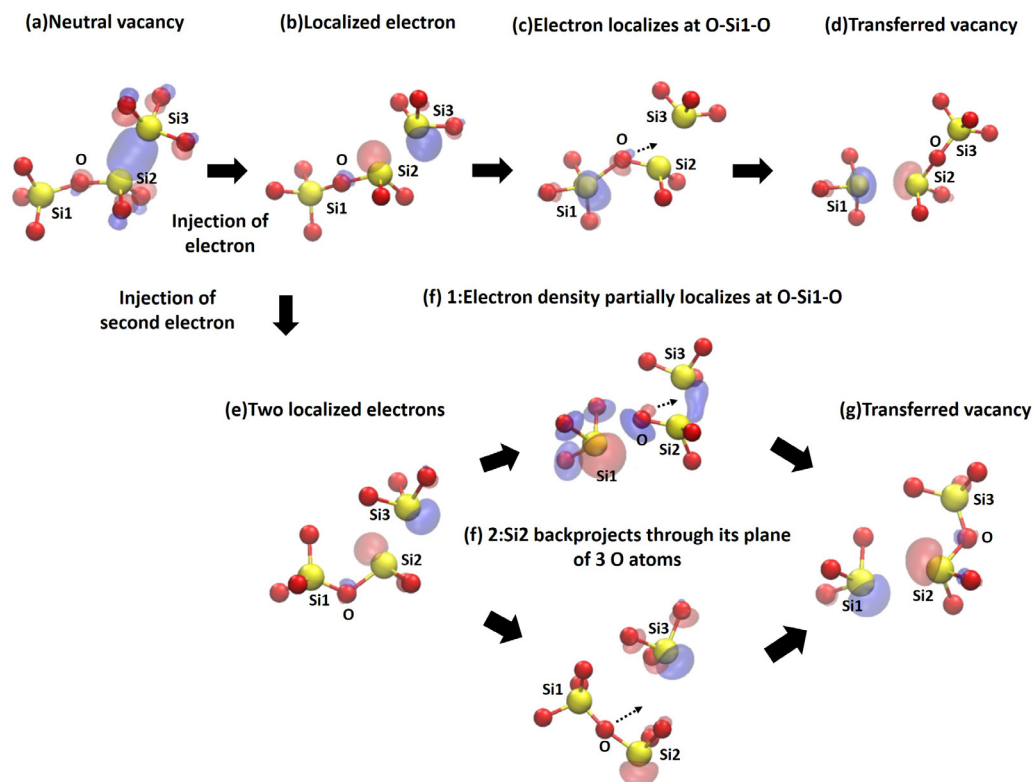 (a)Neutral vacancy
(b)Localized electron
(c)Electron localizes at O-Si1-O
(d)Transferred vacancy
Si3
O
Si2
Si1
Si3
O
Si2
Si1
Si3
O
Si2
Si1
O
Si3
Si2
Si1
Injection of
electron
Injection of
second electron
(f) 1:Electron density partially localizes at O-Si1-O
Si3
O
Si2
Si1
(e)Two localized electrons
Si3
Si2
Si1
O
(g)Transferred vacancy
Si3
O
Si1
Si2
(f) 2:Si2 backprojects through its plane
of 3 O atoms
Si3
Si1
O
Si2